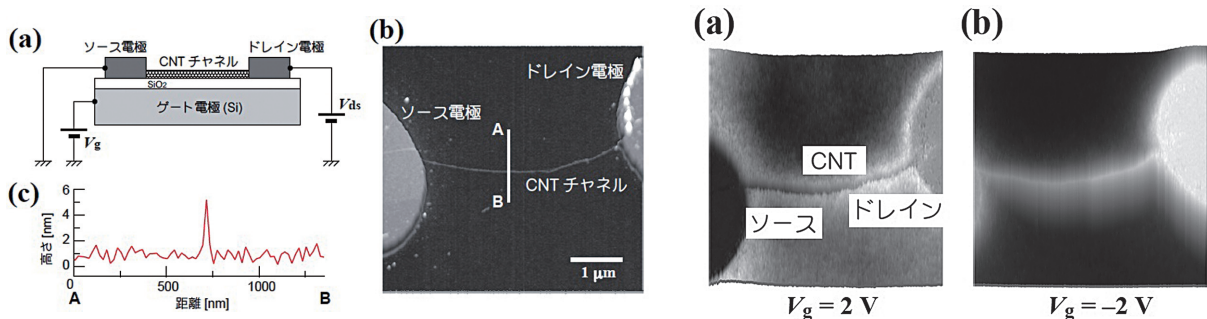 (a)
ソース電極
ドレイン電極
CNT チャネル
SiO2
ゲート電極 (Si)
Vg
Vds
(b)
ドレイン電極
ソース電極
A
CNT チャネル
B
1 μm
(c)
高さ [nm]
6
4
2
0
0
500
1000
A
距離 [nm]
B
(a)
CNT
ソース
ドレイン
Vg = 2 V
(b)
Vg = –2 V